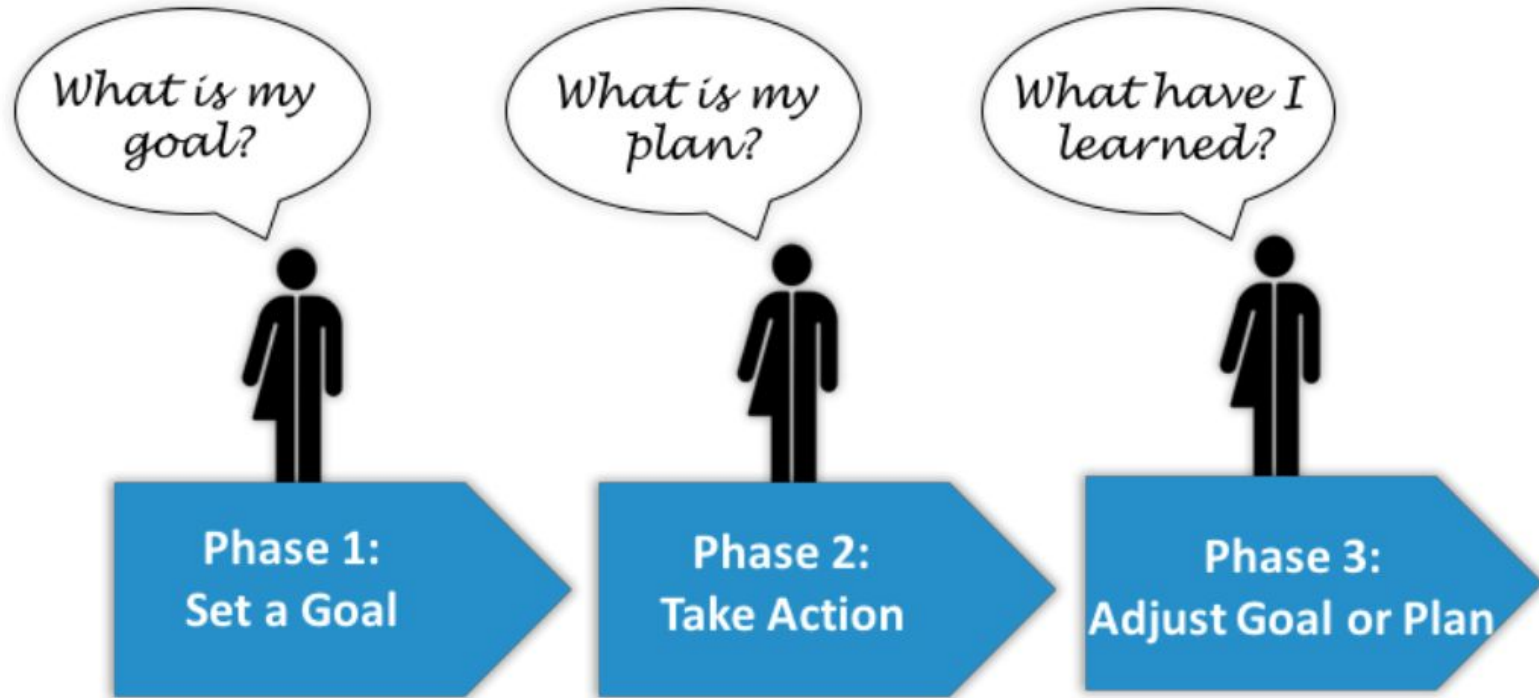 What is my
goal?
What is my
plan?
What have I
learned?
Phase 1:
Set a Goal
Phase 2:
Take Action
Phase 3:
Adjust Goal or Plan